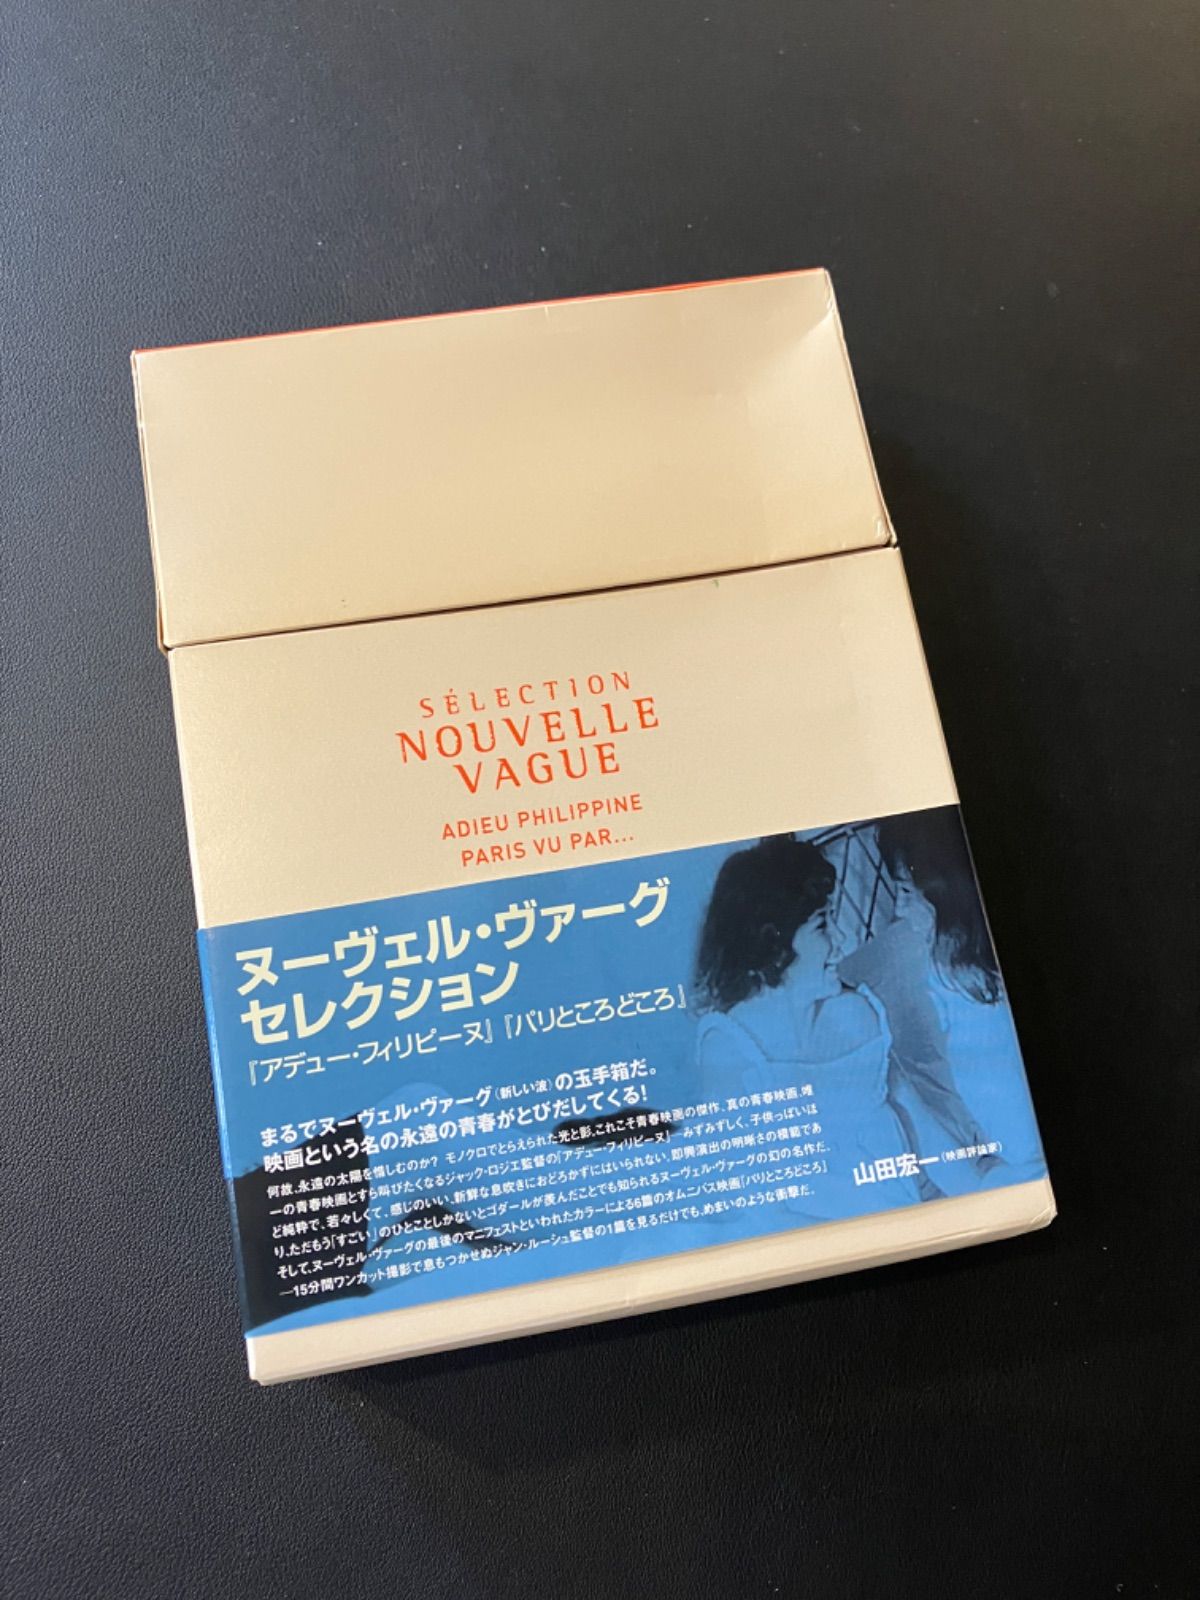 SÉLECTION
NOUVELLE
VAGUE
ADIEU PHILIPPINE
PARIS VU PAR...
ヌーヴェル・ヴァーグ
セレクション
『アデュー・フィリピーヌ』『パリところどころ』
まるでヌーヴェル・ヴァーグ(新しい波)の玉手箱だ。
映画という名の永遠の青春がとびだしてくる!
何故、永遠の太陽を惜しむのか? モノクロでとらえられた光と影、これこそ青春映画の傑作、真の青春映画、唯
一の青春映画とすら叫びたくなるジャック・ロジエ監督の『アデュー・フィリピーヌ』—みずみずしく、子供っぽいほ
ど純粋で、若々しくて、感じのいい、新鮮な息吹きにおどろかずにはいられない、即興演出の明晰さの模範であ
り、ただもう「すごい」のひとことしかないとゴダールが羨んだことでも知られるヌーヴェル・ヴァーグの幻の名作だ。
そして、ヌーヴェル・ヴァーグの最後のマニフェストといわれたカラーによる6篇のオムニバス映画『パリところどころ』
—15分間ワンカット撮影で息もつかせぬジャン・ルーシュ監督の1篇を見るだけでも、めまいのような衝撃だ。
山田宏一(映画評論家)